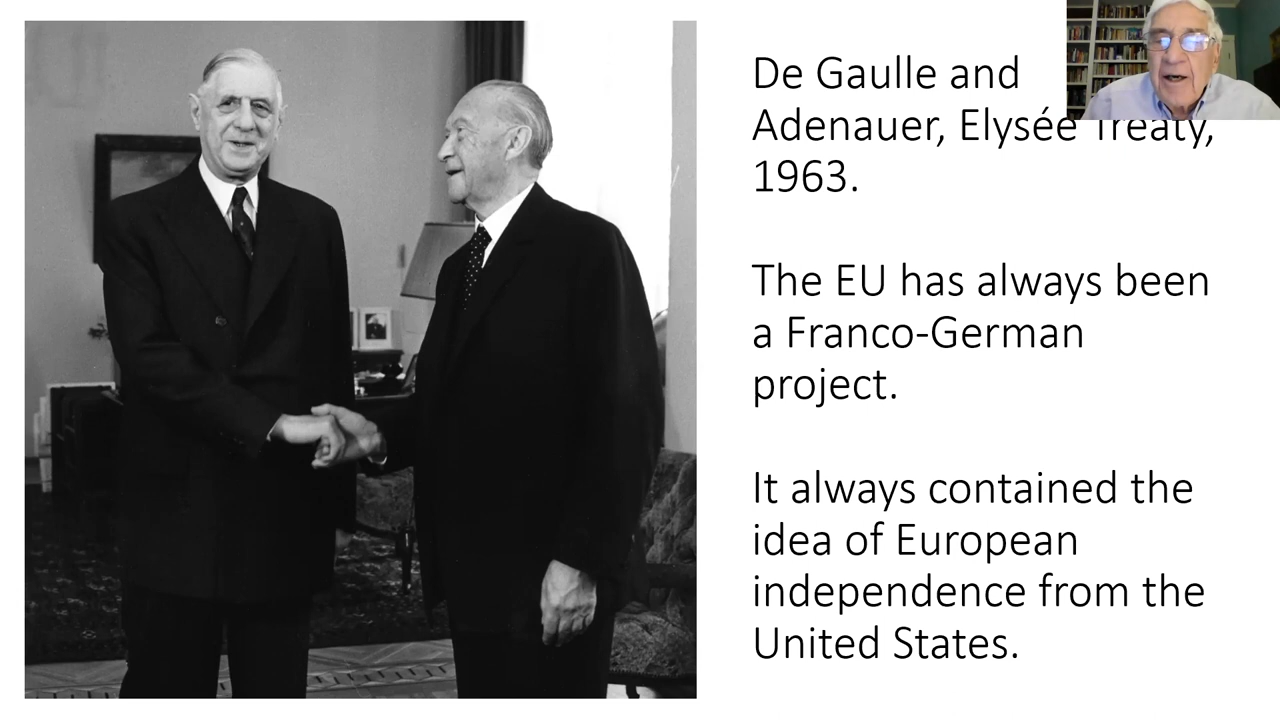 De Gaulle and
Adenauer, Elysée Treaty,
1963.
The EU has always been
a Franco-German
project.
It always contained the
idea of European
independence from the
United States.